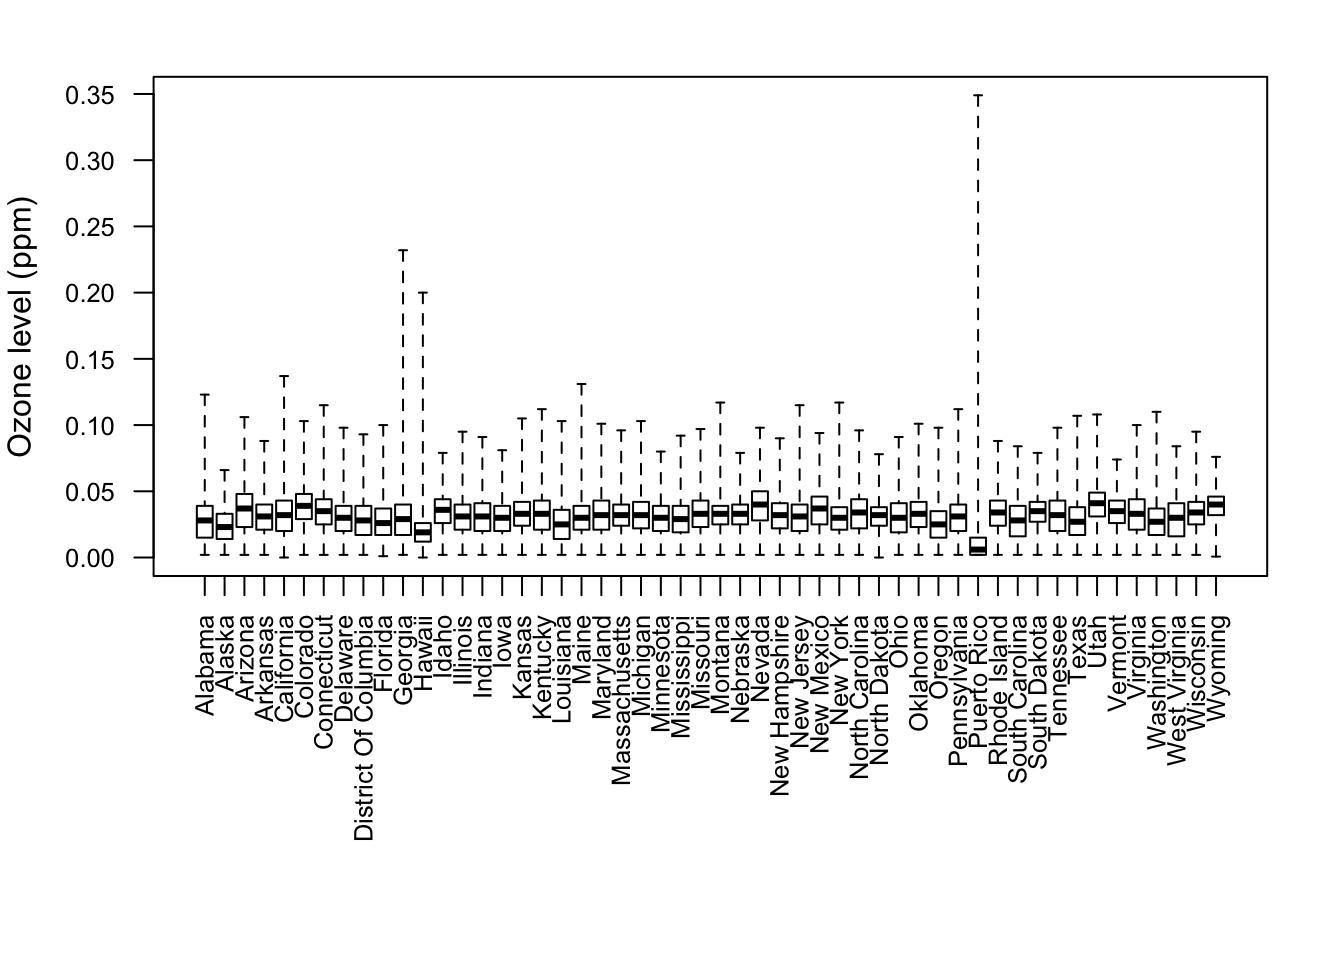 Ozone level (ppm)
0.35
0.30
0.25
0.20
0.15
0.10
0.05
0.00
Alabama
Alaska
Arizona
Arkansas
California
Colorado
Connecticut
Delaware
District Of Columbia
Florida
Georgia
Hawaii
Idaho
Illinois
Indiana
Iowa
Kansas
Kentucky
Louisiana
Maine
Maryland
Massachusetts
Michigan
Minnesota
Mississippi
Missouri
Montana
Nebraska
Nevada
New Hampshire
New Jersey
New Mexico
New York
North Carolina
North Dakota
Ohio
Oklahoma
Oregon
Pennsylvania
Puerto Rico
Rhode Island
South Carolina
South Dakota
Tennessee
Texas
Utah
Vermont
Virginia
Washington
West Virginia
Wisconsin
Wyoming